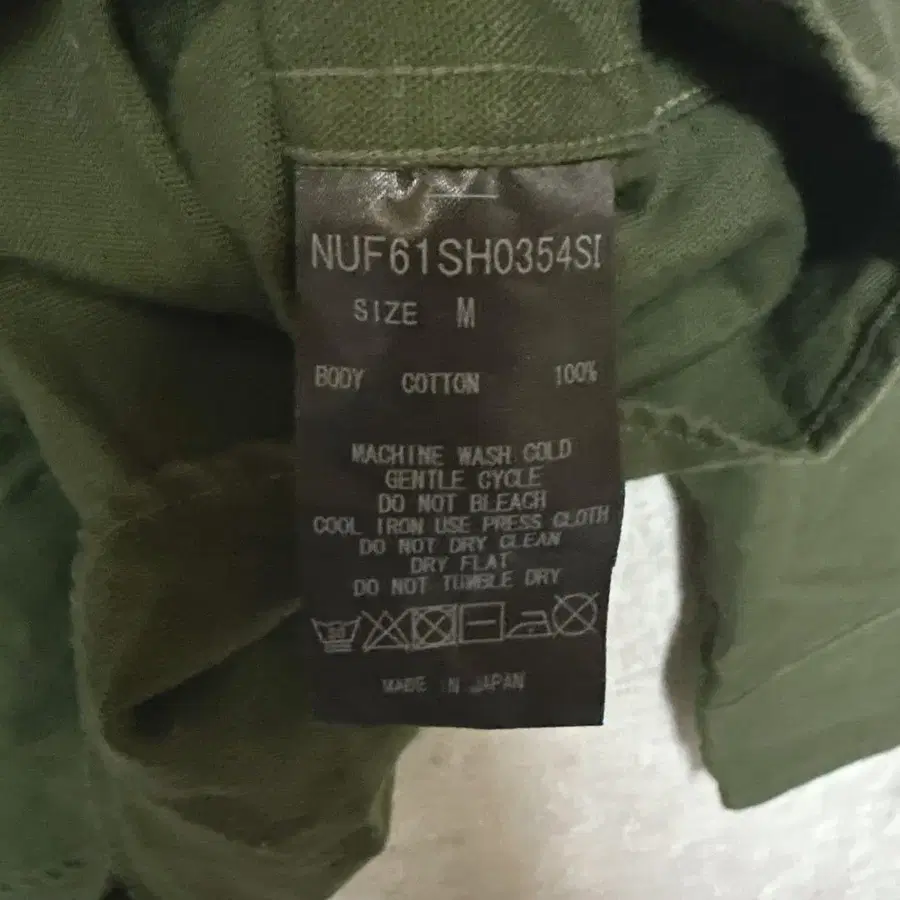 NUF61SH0354SI
SIZE M
BODY COTTON 100%
MACHINE WASH COLD
GENTLE CYCLE
DO NOT BLEACH
COOL IRON USE PRESS CLOTH
DO NOT DRY CLEAN
DRY FLAT
DO NOT TUMBLE DRY
30
MADE IN JAPAN